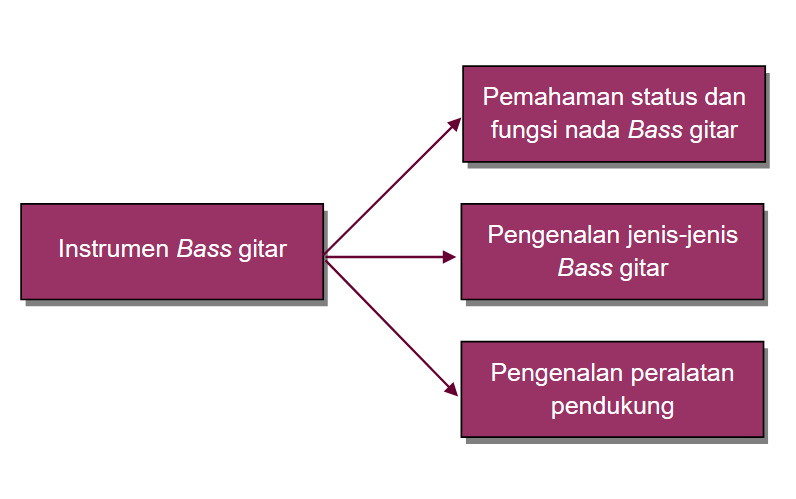 Pemahaman status dan
fungsi nada Bass gitar
Instrumen Bass gitar
Pengenalan jenis-jenis
Bass gitar
Pengenalan peralatan
pendukung